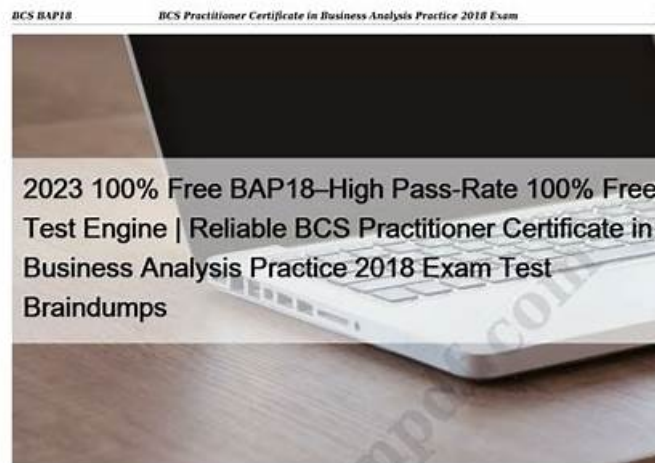 BCS BAP18 BCS Practitioner Certificate in Business Analysis Practice 2018 Exam
2023 100% Free BAP18–High Pass-Rate 100% Free
Test Engine | Reliable BCS Practitioner Certificate in
Business Analysis Practice 2018 Exam Test
Braindumps